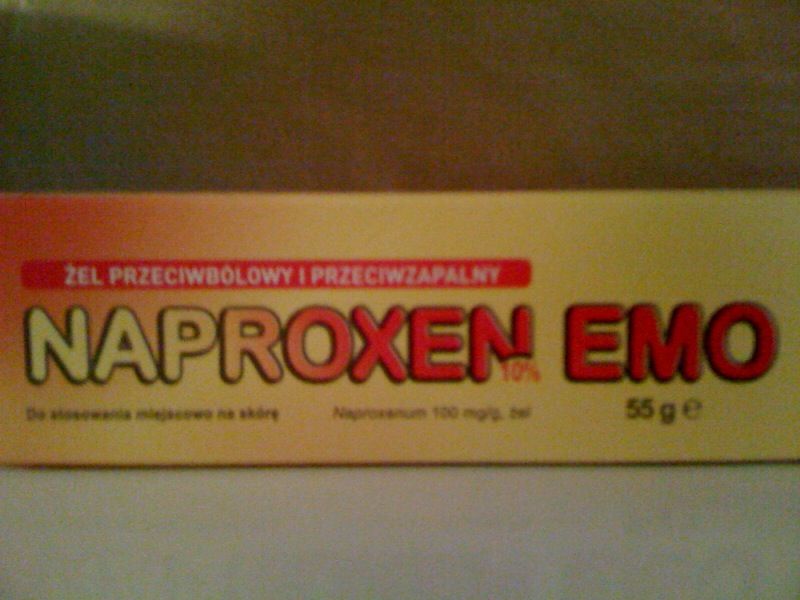 ŻEL PRZECIWBÓLOWY I PRZECIWZAPALNY
NAPROXEN EMO
10%
Do stosowania miejscowo na skórę
Naproxenum 100 mg/g, żel
55 g ℮